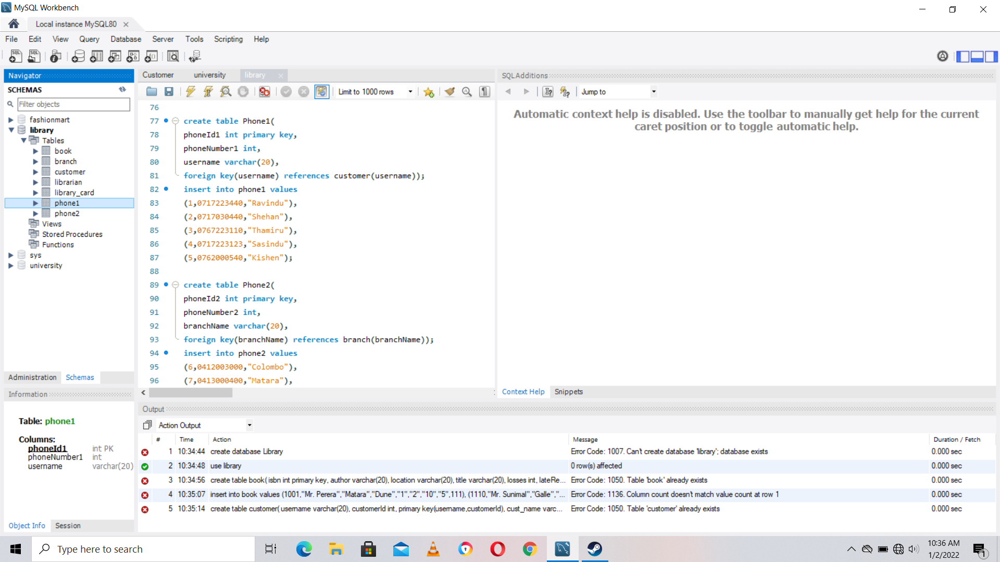 MySQL Workbench
Local instance MySQL80
File Edit View Query Database Server Tools Scripting Help
Navigator
SCHEMAS
Filter objects
fashionmart
library
Tables
book
branch
customer
librarian
library_card
phone1
phone2
Views
Stored Procedures
Functions
sys
university
Administration Schemas
Information
Table: phone1
Columns:
phoneId1 int PK
phoneNumber1 int
username varchar(20)
Object Info Session
Customer university library
Limit to 1000 rows
76
77 create table Phone1(
78 phoneId1 int primary key,
79 phoneNumber1 int,
80 username varchar(20),
81 foreign key(username) references customer(username));
82 insert into phone1 values
83 (1,0717223440,"Ravindu"),
84 (2,0717030440,"Shehan"),
85 (3,0767223110,"Thamiru"),
86 (4,0717223123,"Sasindu"),
87 (5,0762000540,"Kishen");
88
89 create table Phone2(
90 phoneId2 int primary key,
91 phoneNumber2 int,
92 branchName varchar(20),
93 foreign key(branchName) references branch(branchName));
94 insert into phone2 values
95 (6,0412003000,"Colombo"),
96 (7,0413000400,"Matara"),
SQLAdditions
Jump to
Automatic context help is disabled. Use the toolbar to manually get help for the current
caret position or to toggle automatic help.
Context Help Snippets
Output
Action Output
# Time Action Message Duration / Fetch
1 10:34:44 create database Library Error Code: 1007. Can't create database 'library'; database exists 0.000 sec
2 10:34:48 use library 0 row(s) affected 0.000 sec
3 10:34:56 create table book( isbn int primary key, author varchar(20), location varchar(20), title varchar(20), losses int, lateRe... Error Code: 1050. Table 'book' already exists 0.000 sec
4 10:35:07 insert into book values (1001,"Mr. Perera","Matara","Dune" ,"1","2","10","5",111), (1110,"Mr. Sunimal","Galle","... Error Code: 1136. Column count doesn't match value count at row 1 0.000 sec
5 10:35:14 create table customer( username varchar(20), customerId int, primary key(username,customerId), cust_name varc... Error Code: 1050. Table 'customer' already exists 0.000 sec
Type here to search
10:36 AM
1/2/2022
1